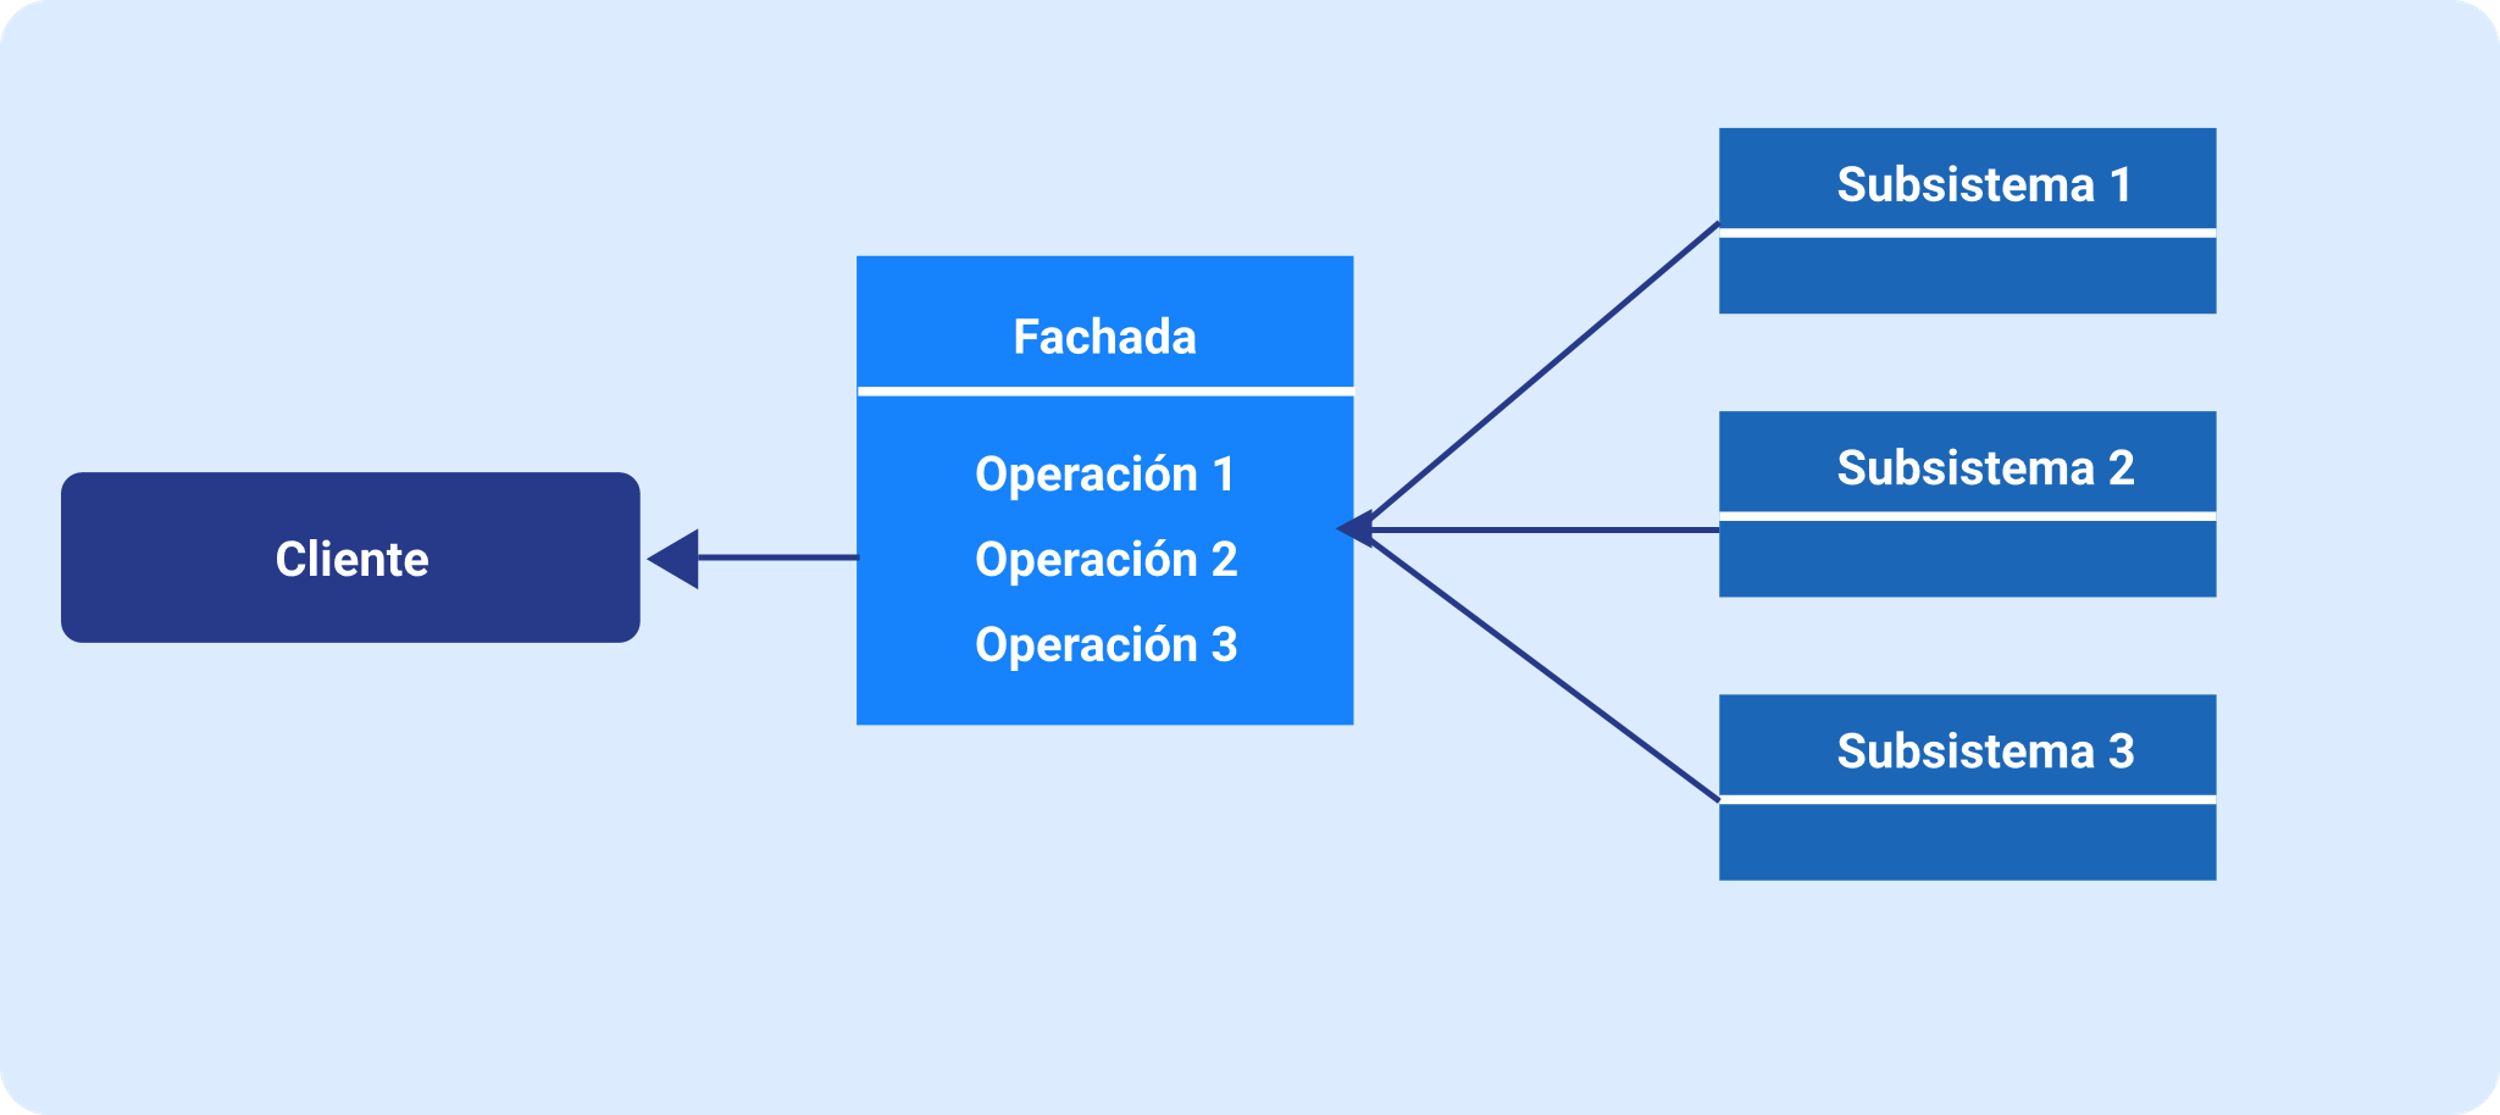 Cliente
Fachada
Operación 1
Operación 2
Operación 3
Subsistema 1
Subsistema 2
Subsistema 3